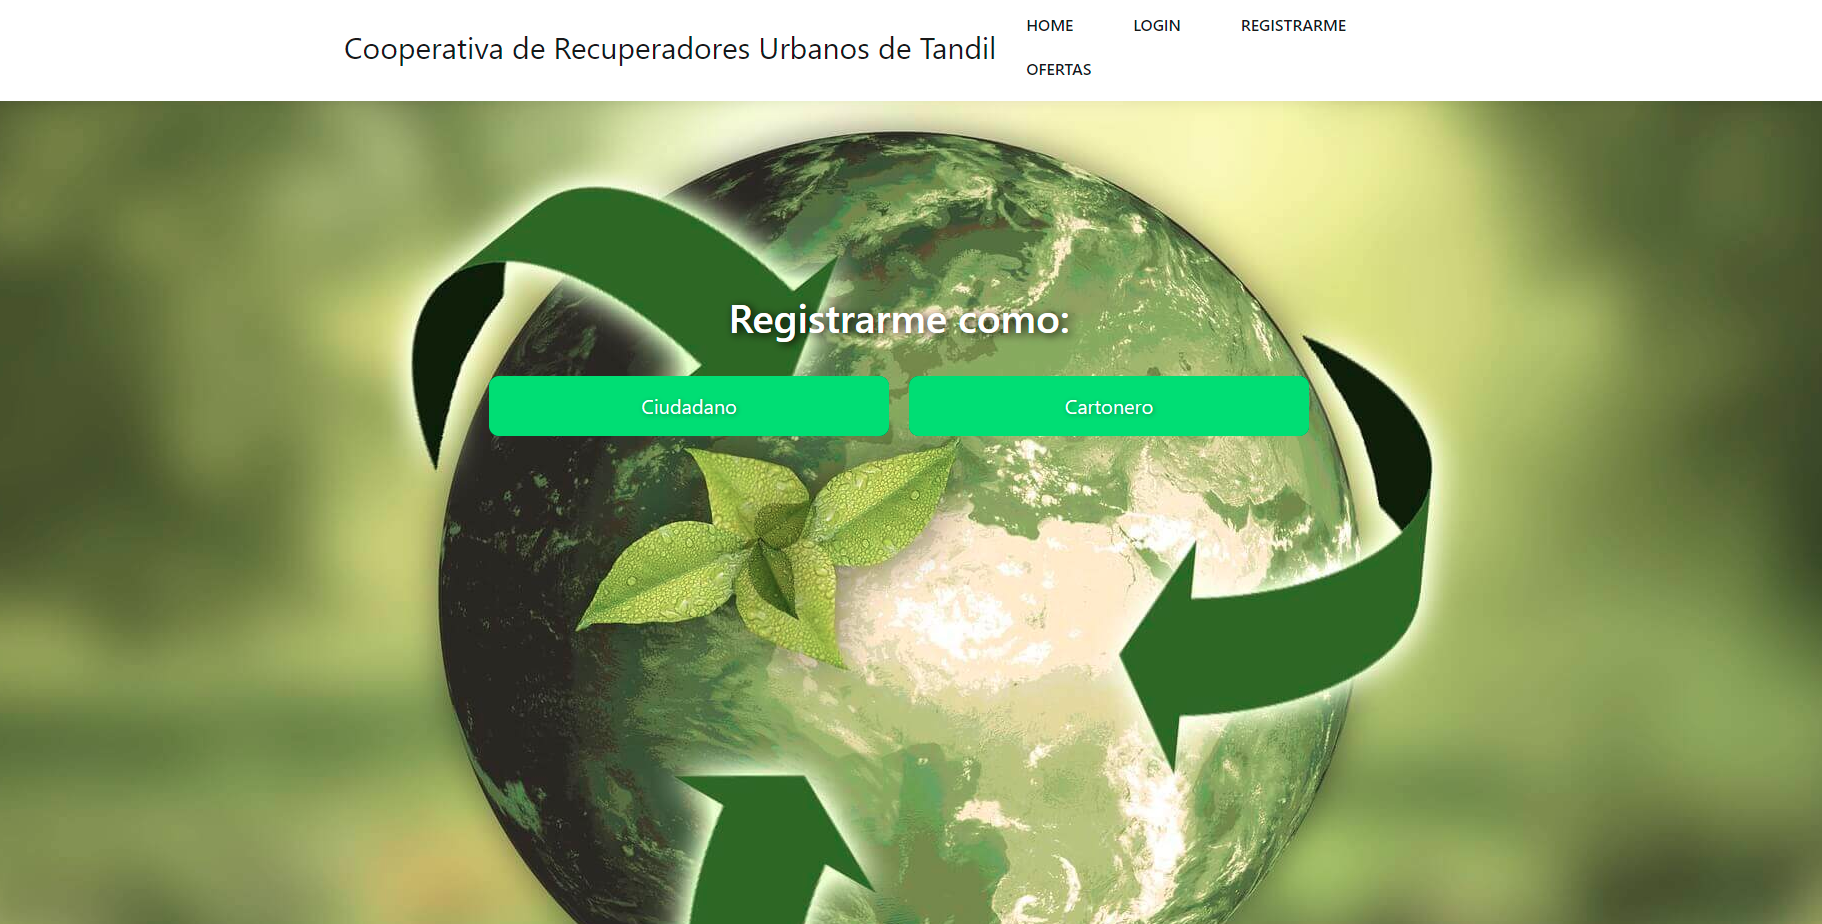 Cooperativa de Recuperadores Urbanos de Tandil
HOME LOGIN REGISTRARME
OFERTAS
Registrarme como:
Ciudadano Cartonero